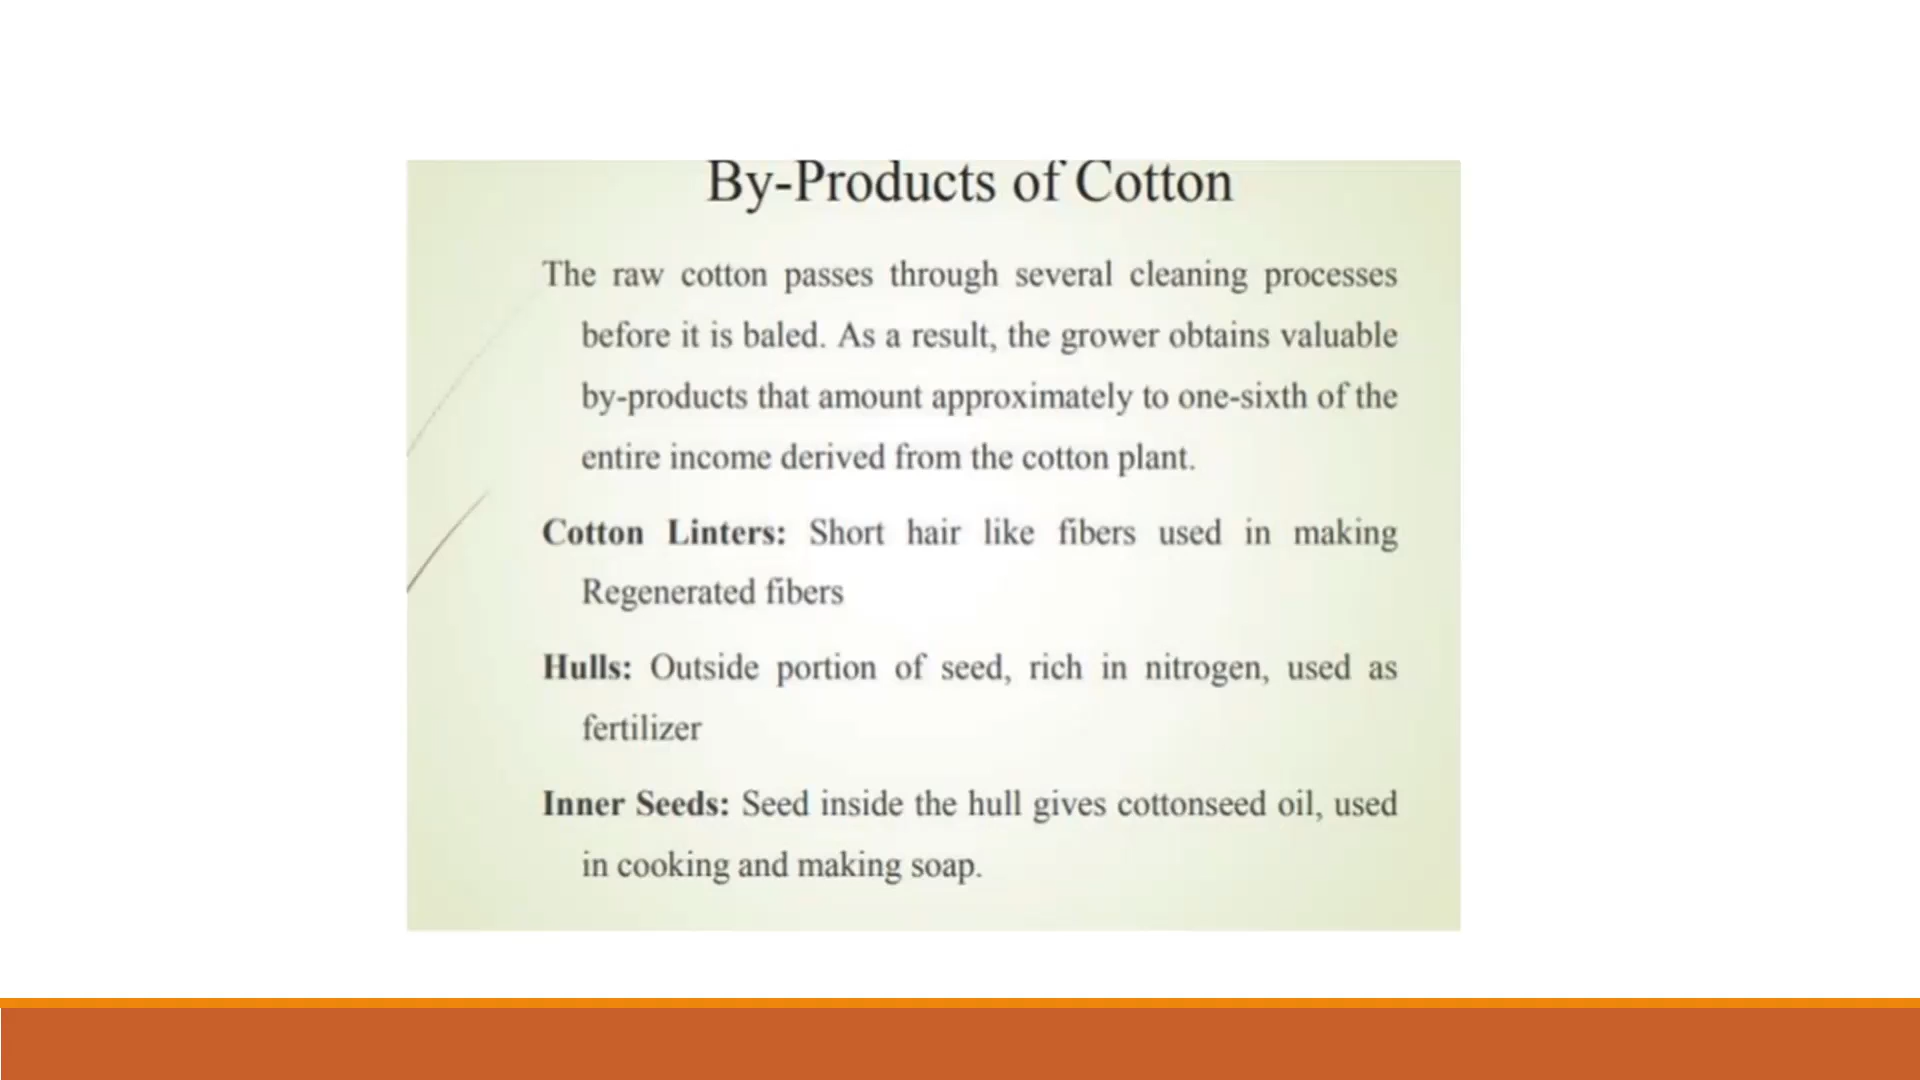 By-Products of Cotton
The raw cotton passes through several cleaning processes
before it is baled. As a result, the grower obtains valuable
by-products that amount approximately to one-sixth of the
entire income derived from the cotton plant.
Cotton Linters: Short hair like fibers used in making
Regenerated fibers
Hulls: Outside portion of seed, rich in nitrogen, used as
fertilizer
Inner Seeds: Seed inside the hull gives cottonseed oil, used
in cooking and making soap.